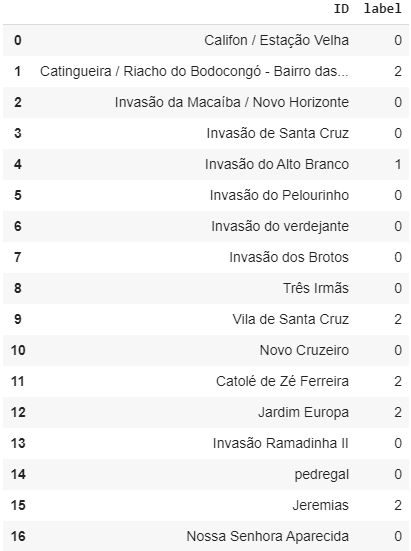 ID label
0 Califon / Estação Velha 0
1 Catingueira / Riacho do Bodocongó - Bairro das... 2
2 Invasão da Macaíba / Novo Horizonte 0
3 Invasão de Santa Cruz 0
4 Invasão do Alto Branco 1
5 Invasão do Pelourinho 0
6 Invasão do verdejante 0
7 Invasão dos Brotos 0
8 Três Irmãs 0
9 Vila de Santa Cruz 2
10 Novo Cruzeiro 0
11 Catolé de Zé Ferreira 2
12 Jardim Europa 2
13 Invasão Ramadinha II 0
14 pedregal 0
15 Jeremias 2
16 Nossa Senhora Aparecida 0